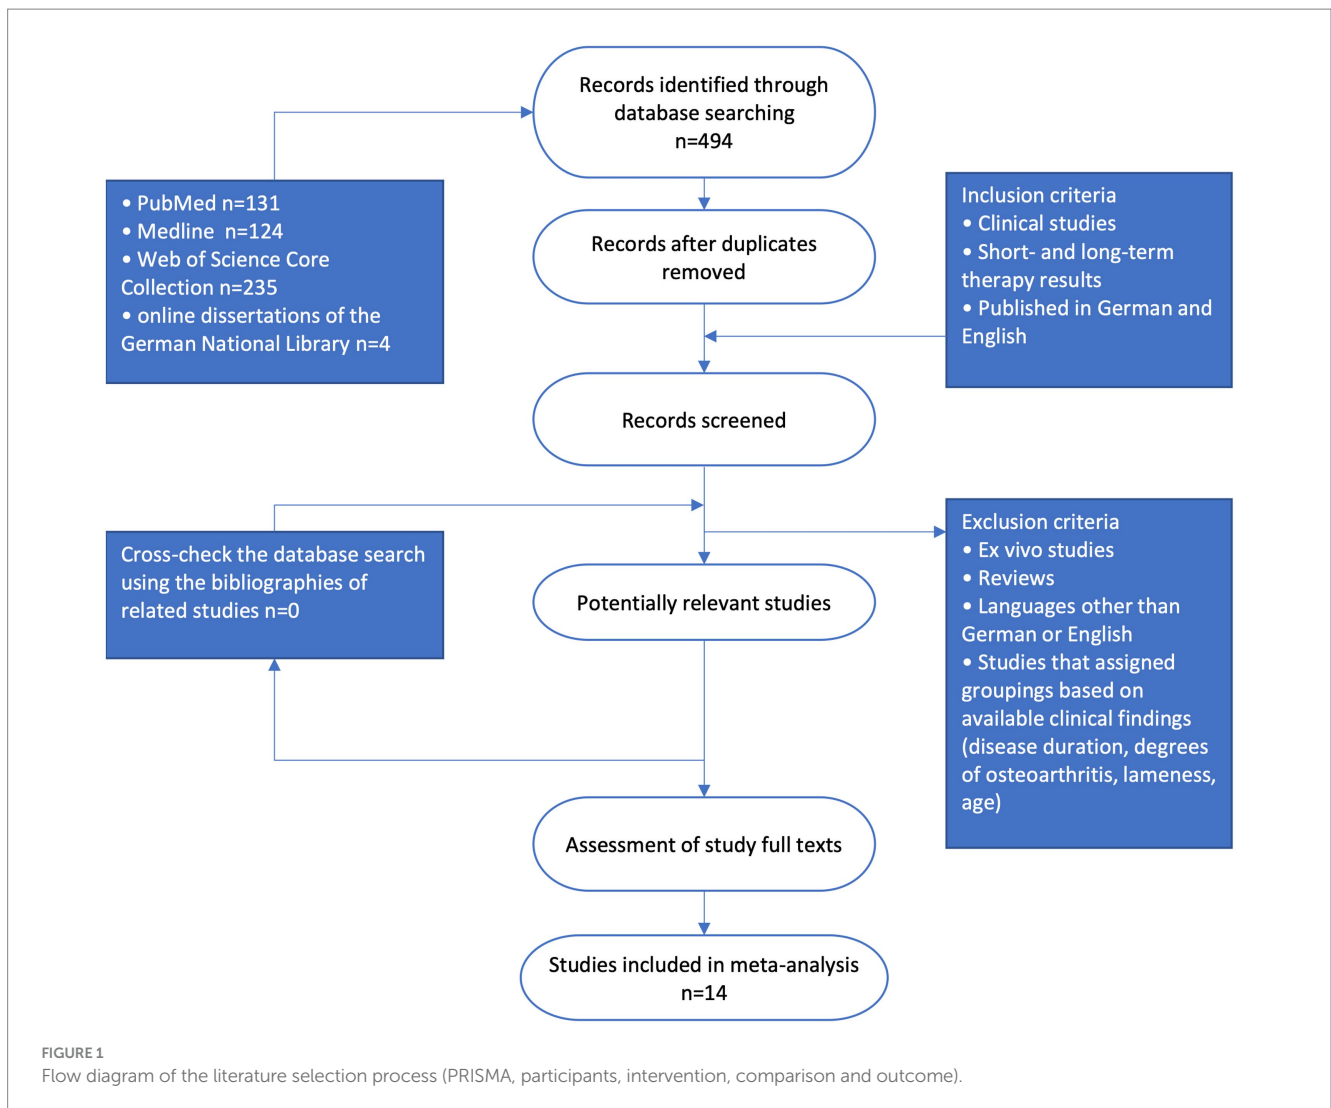 Records identified through
database searching
n=494
• PubMed n=131
• Medline  n=124
• Web of Science Core
Collection n=235
• online dissertations of the
German National Library n=4
Records after duplicates
removed
Inclusion criteria
• Clinical studies
• Short- and long-term
therapy results
• Published in German and
English
Records screened
Cross-check the database search
using the bibliographies of
related studies n=0
Potentially relevant studies
Exclusion criteria
• Ex vivo studies
• Reviews
• Languages other than
German or English
• Studies that assigned
groupings based on
available clinical findings
(disease duration, degrees
of osteoarthritis, lameness,
age)
Assessment of study full texts
Studies included in meta-analysis
n=14
FIGURE 1
Flow diagram of the literature selection process (PRISMA, participants, intervention, comparison and outcome).